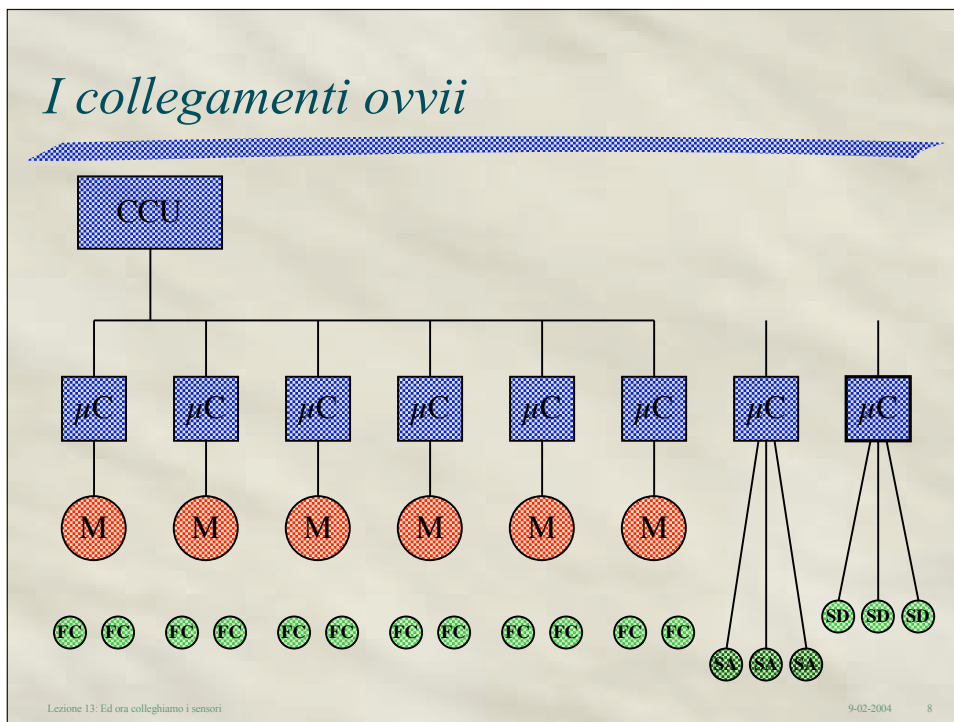 I collegamenti ovvii
CCU
µC µC µC µC µC µC µC µC
M M M M M M
SD SD SD
FC FC FC FC FC FC FC FC FC FC FC FC
SA SA SA
Lezione 13: Ed ora colleghiamo i sensori 9-02-2004 8